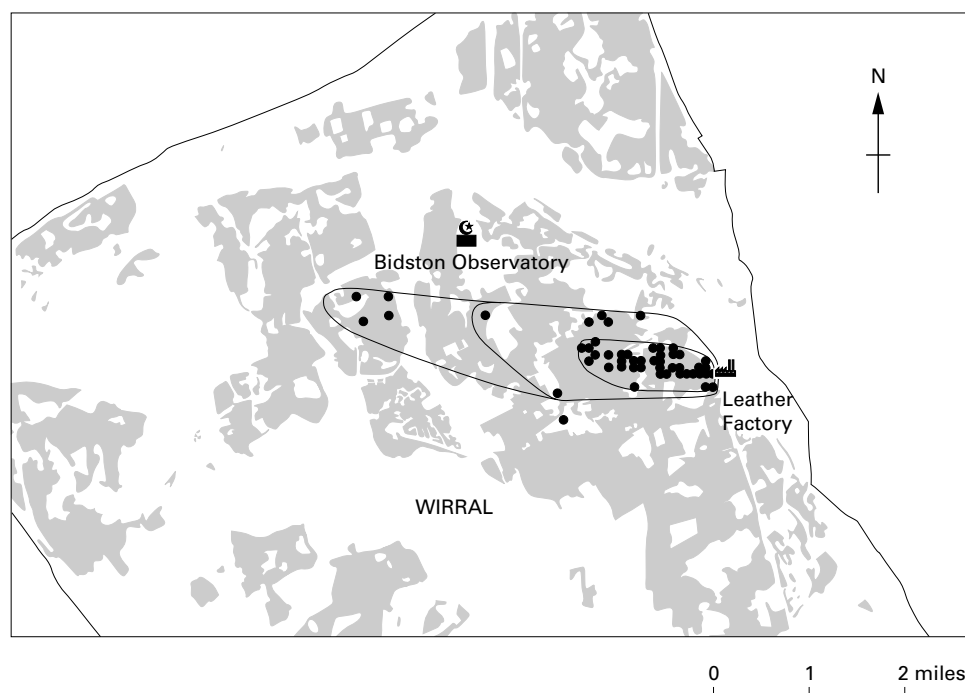 N
Bidston Observatory
Leather
Factory
WIRRAL
0 1 2 miles